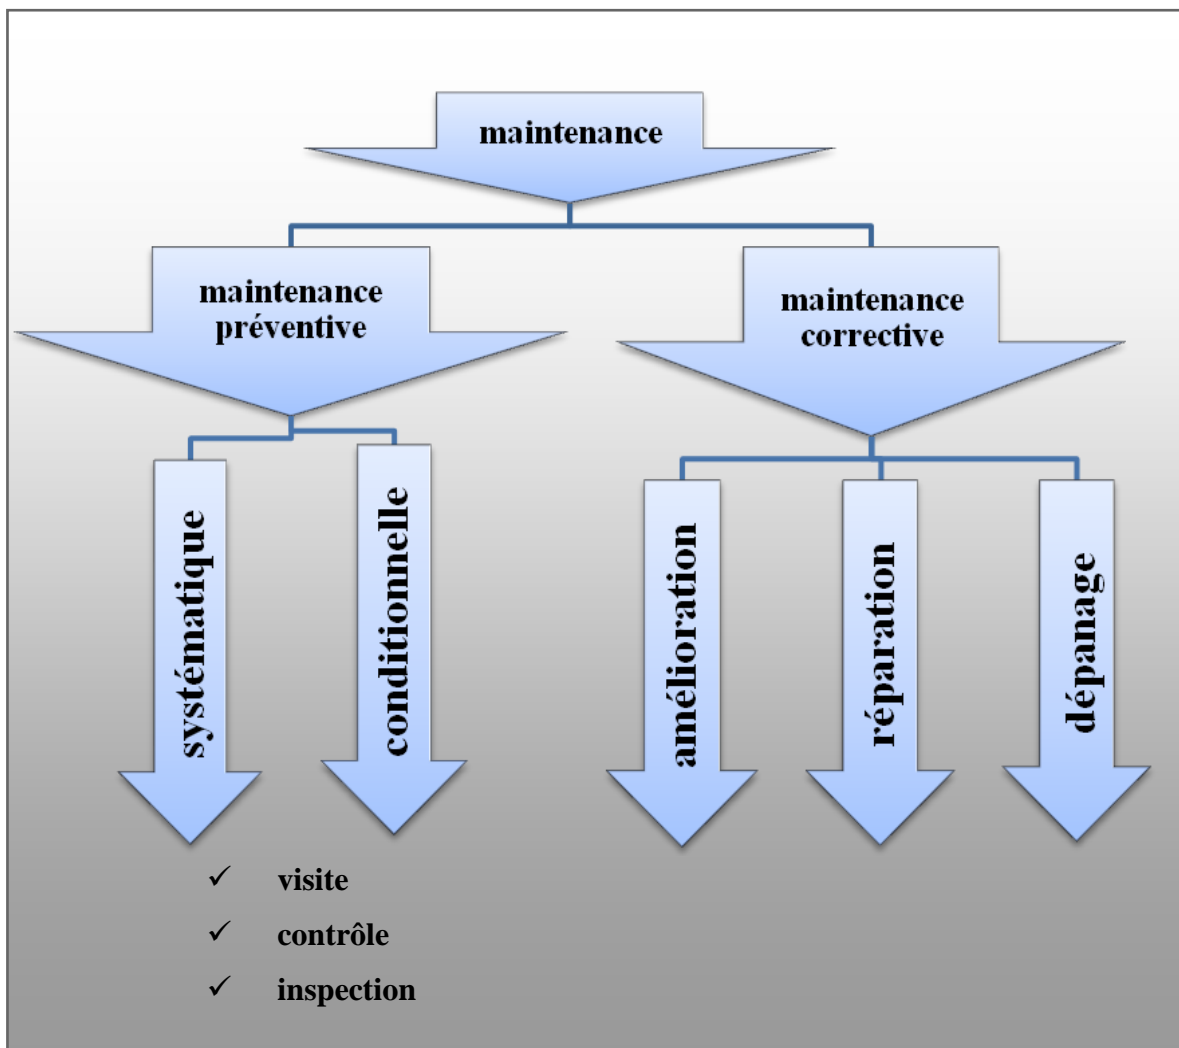 maintenance
maintenance
préventive
maintenance
corrective
systématique
conditionnelle
amélioration
réparation
dépanage
✓ visite
✓ contrôle
✓ inspection